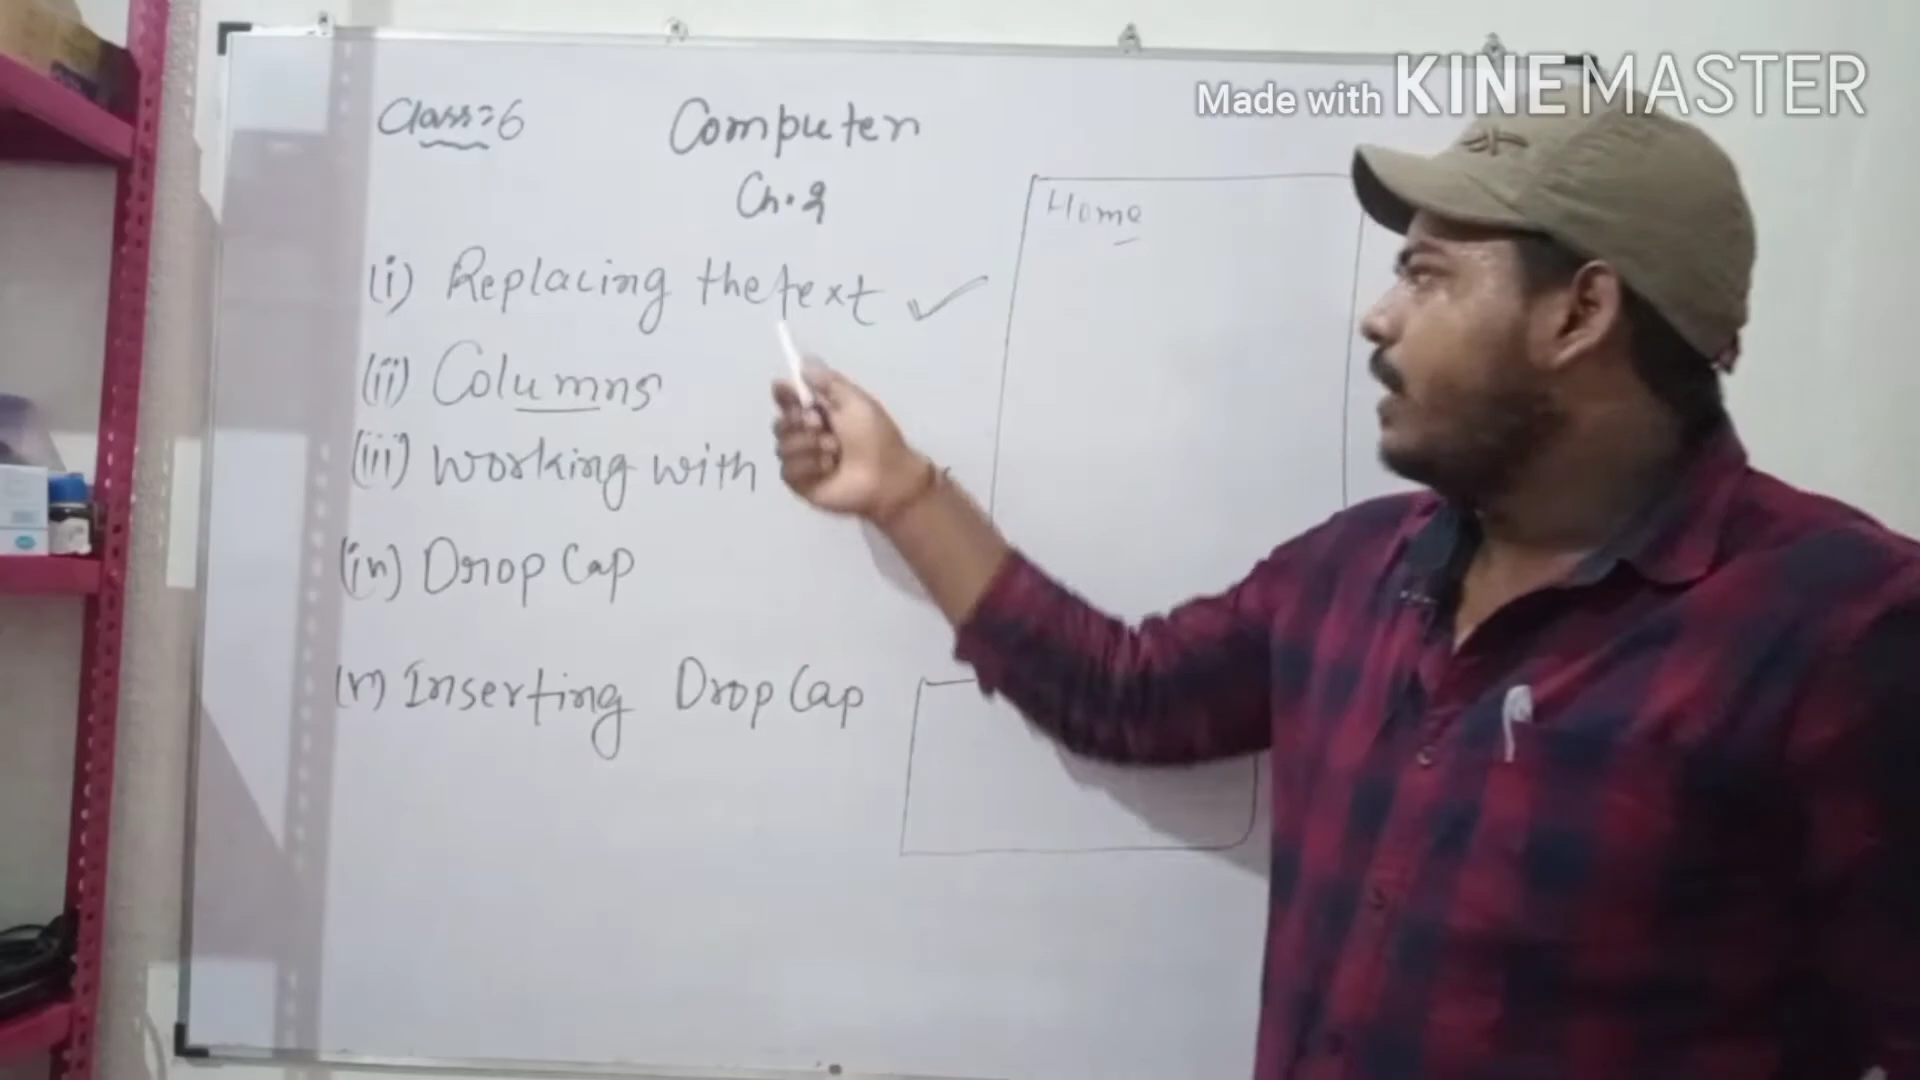 Made with KINEMASTER
Class:6
Computer
Ch.2
Home
(i) Replacing the text ✓
(ii) Columns
(iii) working with
(iv) Drop Cap
(v) Inserting Drop Cap